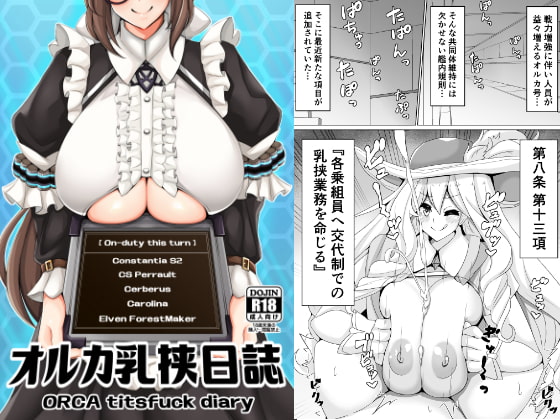 [ On-duty this turn ]
Constantia S2
CS Perrault
Cerberus
Carolina
Elven ForestMaker
DOJIN
R18
成人向け
オルカ乳挟日誌
ORCA titsfuck diary
戦力増強に伴い人員が
益々増えるオルカ号…
そんな共同体維持には
欠かせない艦内規則…
そこに最近新たな項目が
追加されていた…
たぱんっ
ぱちゅっ
たぱっ
たぽっ
第八条 第十三項
『各乗組員へ交代制での
乳挟業務を命じる』